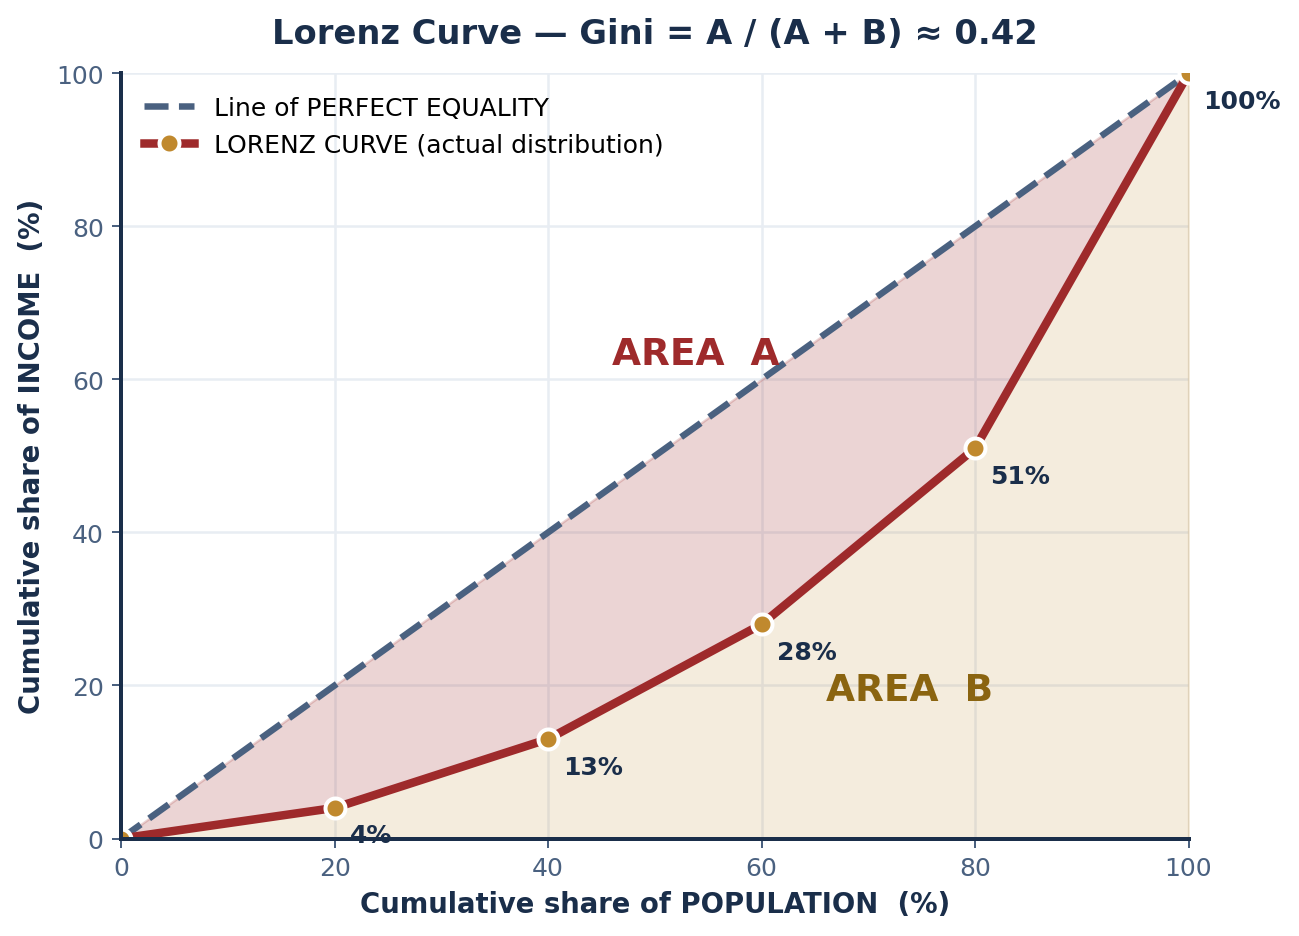 Lorenz Curve — Gini = A / (A + B) ≈ 0.42
Line of PERFECT EQUALITY
LORENZ CURVE (actual distribution)
Cumulative share of INCOME (%)
100
80
60
40
20
0
100%
AREA A
51%
28%
AREA B
13%
4%
0
20
40
60
80
100
Cumulative share of POPULATION (%)